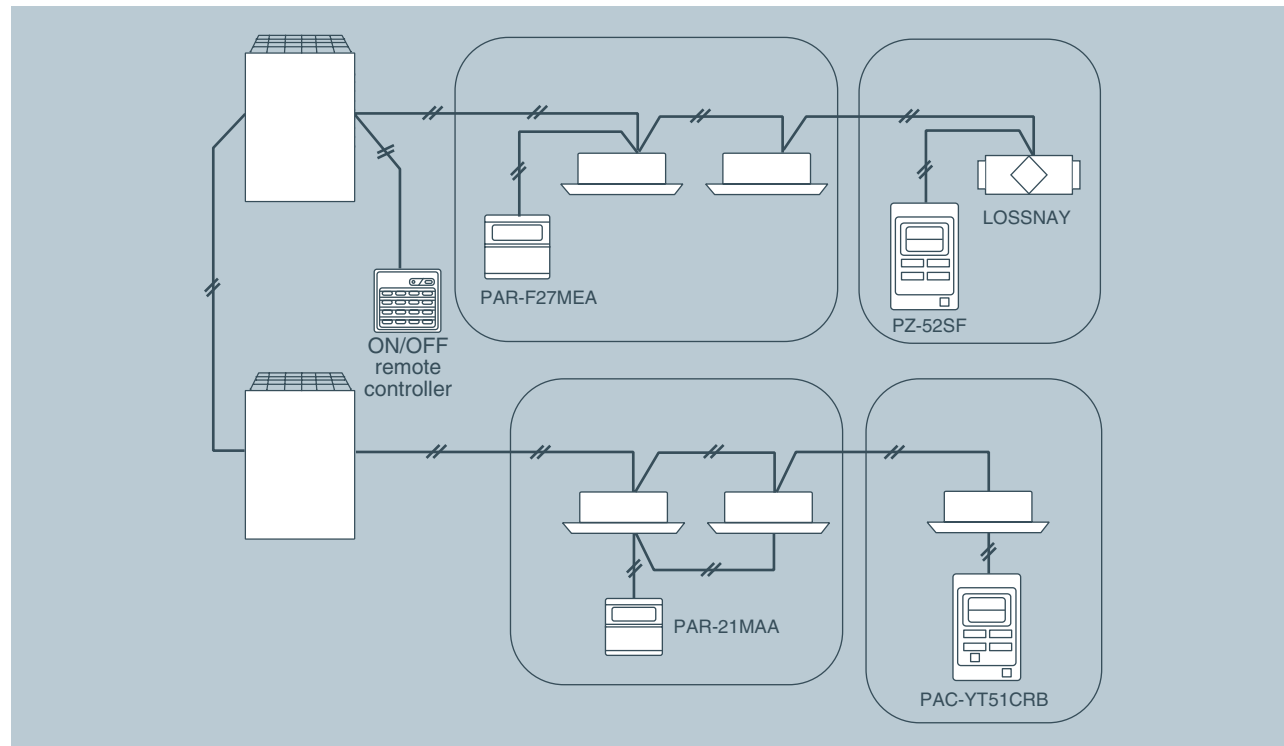 LOSSNAY
PAR-F27MEA
PZ-52SF
ON/OFF
remote
controller
PAR-21MAA
PAC-YT51CRB